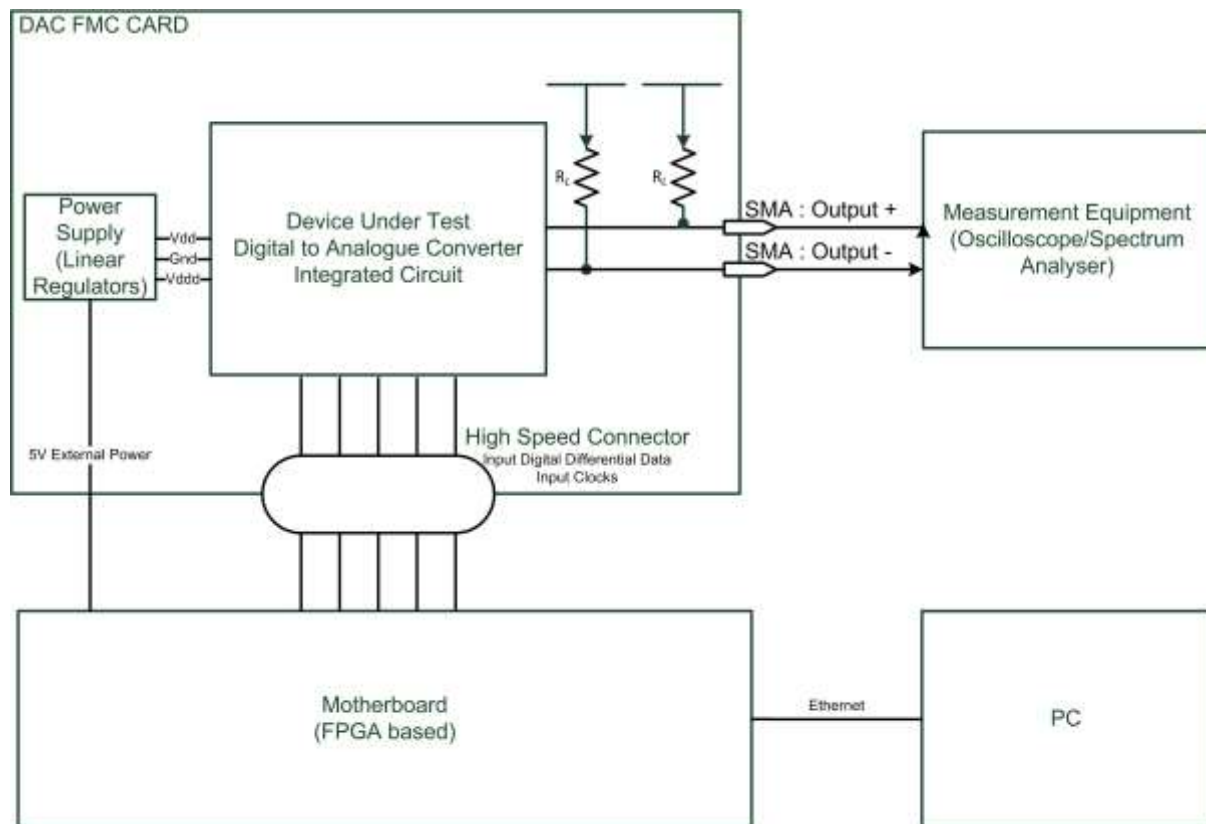 DAC FMC CARD
Power
Supply
(Linear
Regulators)
Vdd
Gnd
Vddd
Device Under Test
Digital to Analogue Converter
Integrated Circuit
RL
RL
SMA : Output +
SMA : Output -
Measurement Equipment
(Oscilloscope/Spectrum
Analyser)
5V External Power
High Speed Connector
Input Digital Differential Data
Input Clocks
Motherboard
(FPGA based)
Ethernet
PC